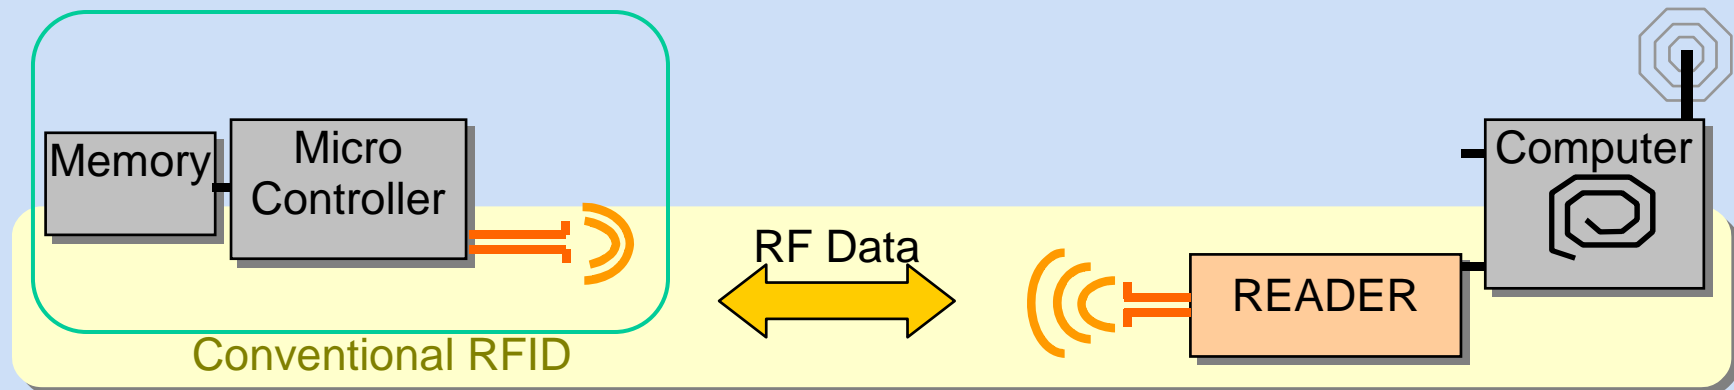 Memory
Micro
Controller
Computer
RF Data
READER
Conventional RFID